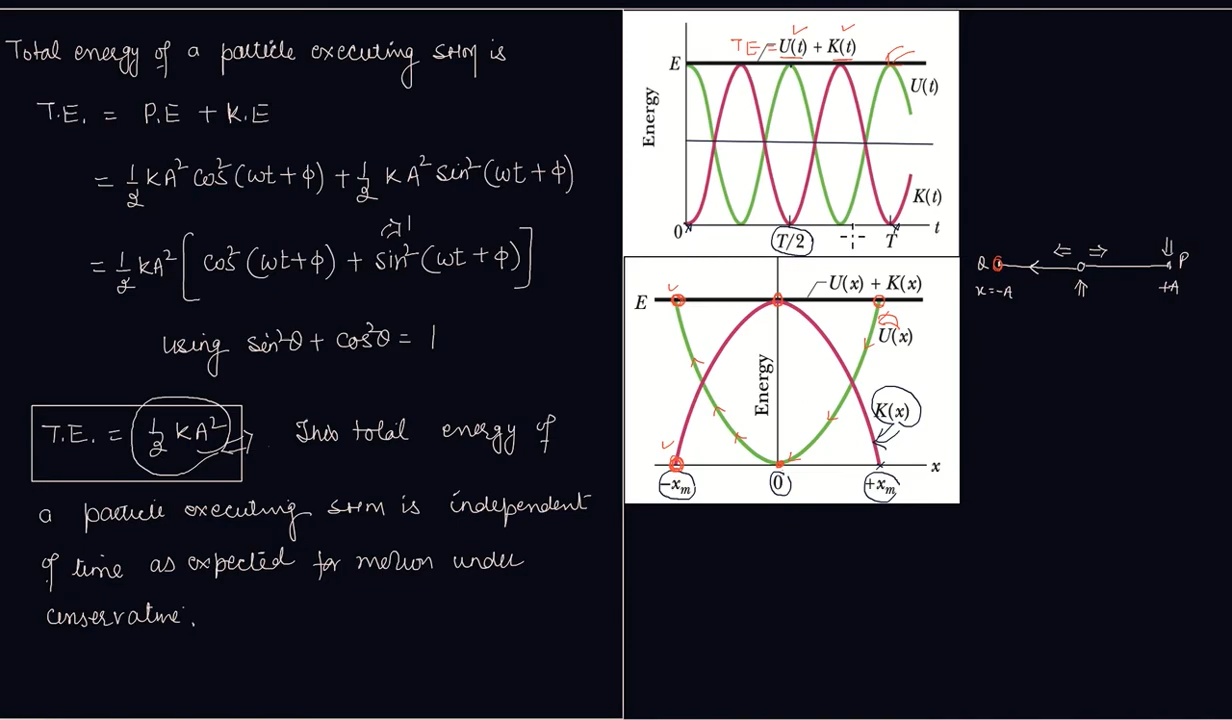 Total energy of a particle executing SHM is
T.E. = P.E + K.E
= 1/2 KA² cos²(ωt+φ) + 1/2 KA² sin²(ωt+φ)
= 1/2 KA² [cos²(ωt+φ) + sin²(ωt+φ)]
⇒1
using sin²θ + cos²θ = 1
T.E. = 1/2 KA²
This total energy of
a particle executing SHM is independent
of time as expected for motion under
conservative.
TE = U(t) + K(t)
E
U(t)
Energy
K(t)
0
T/2
T
t
U(x) + K(x)
E
U(x)
Energy
K(x)
-xm
0
+xm
x
Q
P
x=-A
+A